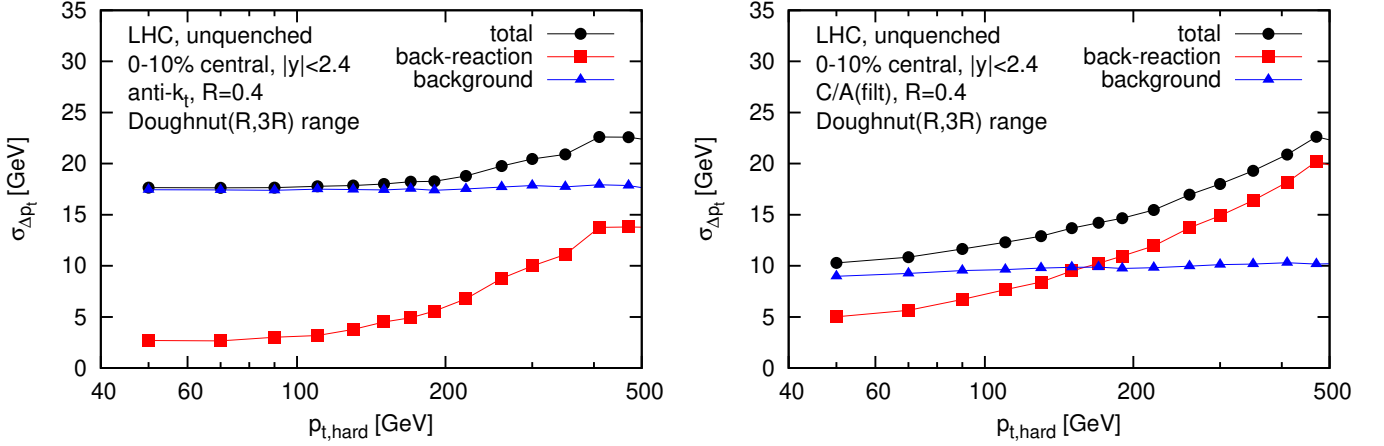 35
30
25
20
15
10
5
0
σΔpt [GeV]
LHC, unquenched
0-10% central, |y|<2.4
anti-kt, R=0.4
Doughnut(R,3R) range
total
back-reaction
background
40 60 100 200 500
pt,hard [GeV]
35
30
25
20
15
10
5
0
σΔpt [GeV]
LHC, unquenched
0-10% central, |y|<2.4
C/A(filt), R=0.4
Doughnut(R,3R) range
total
back-reaction
background
40 60 100 200 500
pt,hard [GeV]